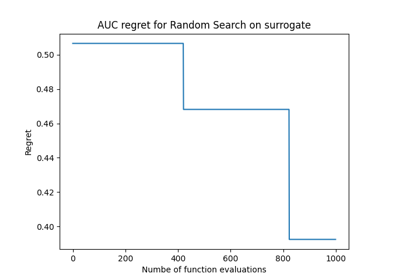 AUC regret for Random Search on surrogate
Regret
0.50
0.48
0.46
0.44
0.42
0.40
0 200 400 600 800 1000
Numbe of function evaluations